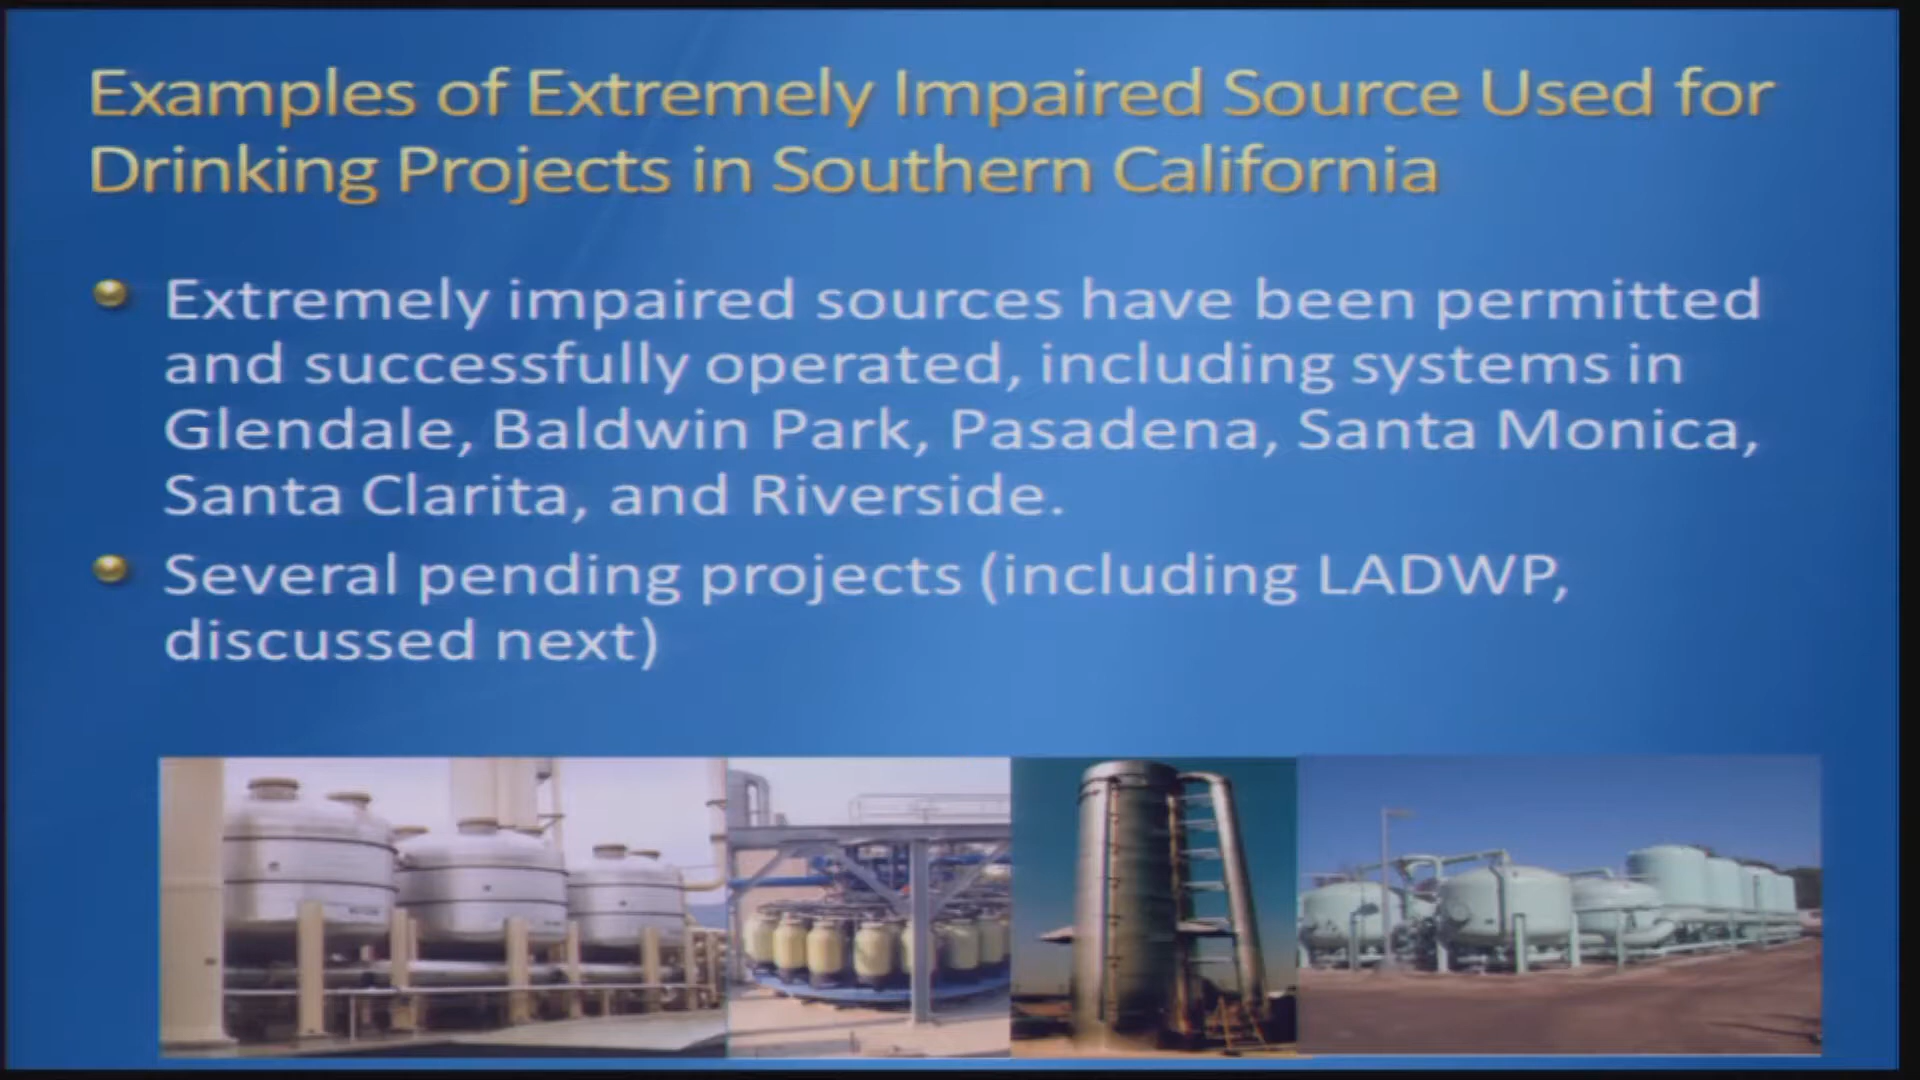 Examples of Extremely Impaired Source Used for
Drinking Projects in Southern California
Extremely impaired sources have been permitted
and successfully operated, including systems in
Glendale, Baldwin Park, Pasadena, Santa Monica,
Santa Clarita, and Riverside.
Several pending projects (including LADWP,
discussed next)